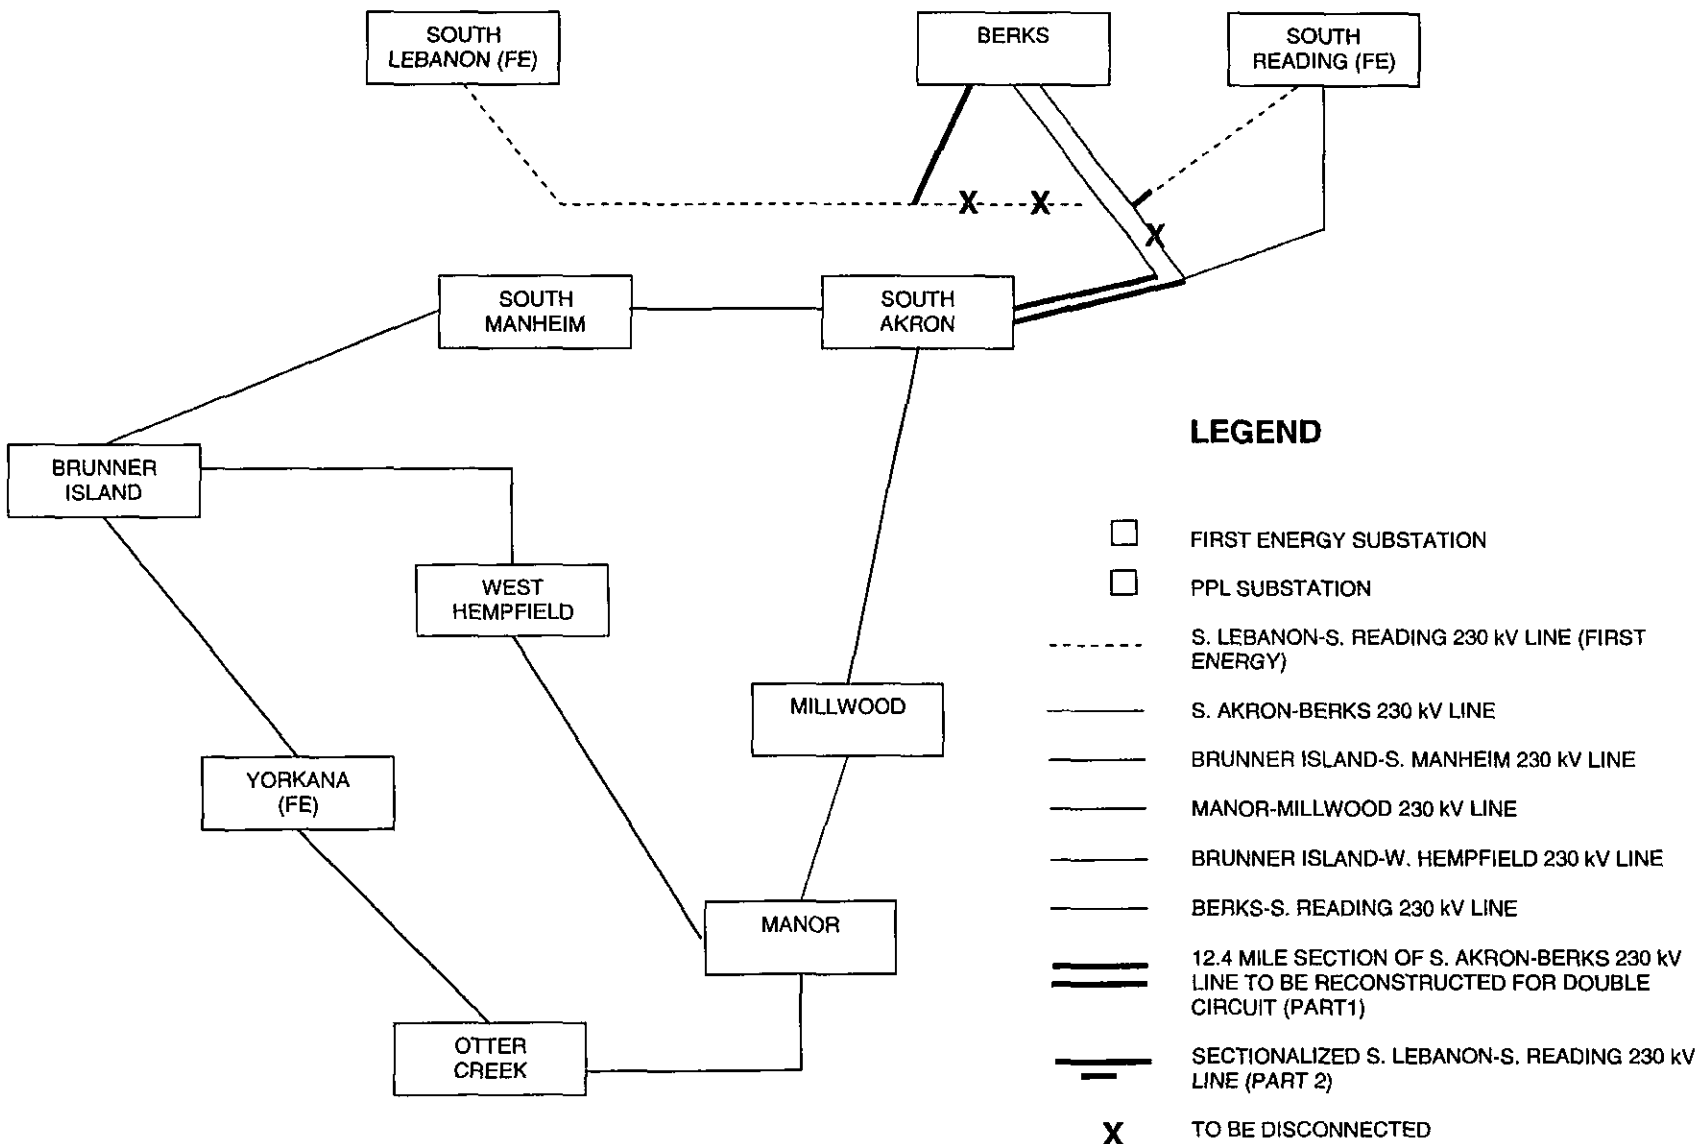 SOUTH
LEBANON (FE)
BERKS
SOUTH
READING (FE)
X
X
X
SOUTH
MANHEIM
SOUTH
AKRON
BRUNNER
ISLAND
WEST
HEMPFIELD
MILLWOOD
YORKANA
(FE)
MANOR
OTTER
CREEK
LEGEND
FIRST ENERGY SUBSTATION
PPL SUBSTATION
S. LEBANON-S. READING 230 kV LINE (FIRST
ENERGY)
S. AKRON-BERKS 230 kV LINE
BRUNNER ISLAND-S. MANHEIM 230 kV LINE
MANOR-MILLWOOD 230 kV LINE
BRUNNER ISLAND-W. HEMPFIELD 230 kV LINE
BERKS-S. READING 230 kV LINE
12.4 MILE SECTION OF S. AKRON-BERKS 230 kV
LINE TO BE RECONSTRUCTED FOR DOUBLE
CIRCUIT (PART1)
SECTIONALIZED S. LEBANON-S. READING 230 kV
LINE (PART 2)
X TO BE DISCONNECTED